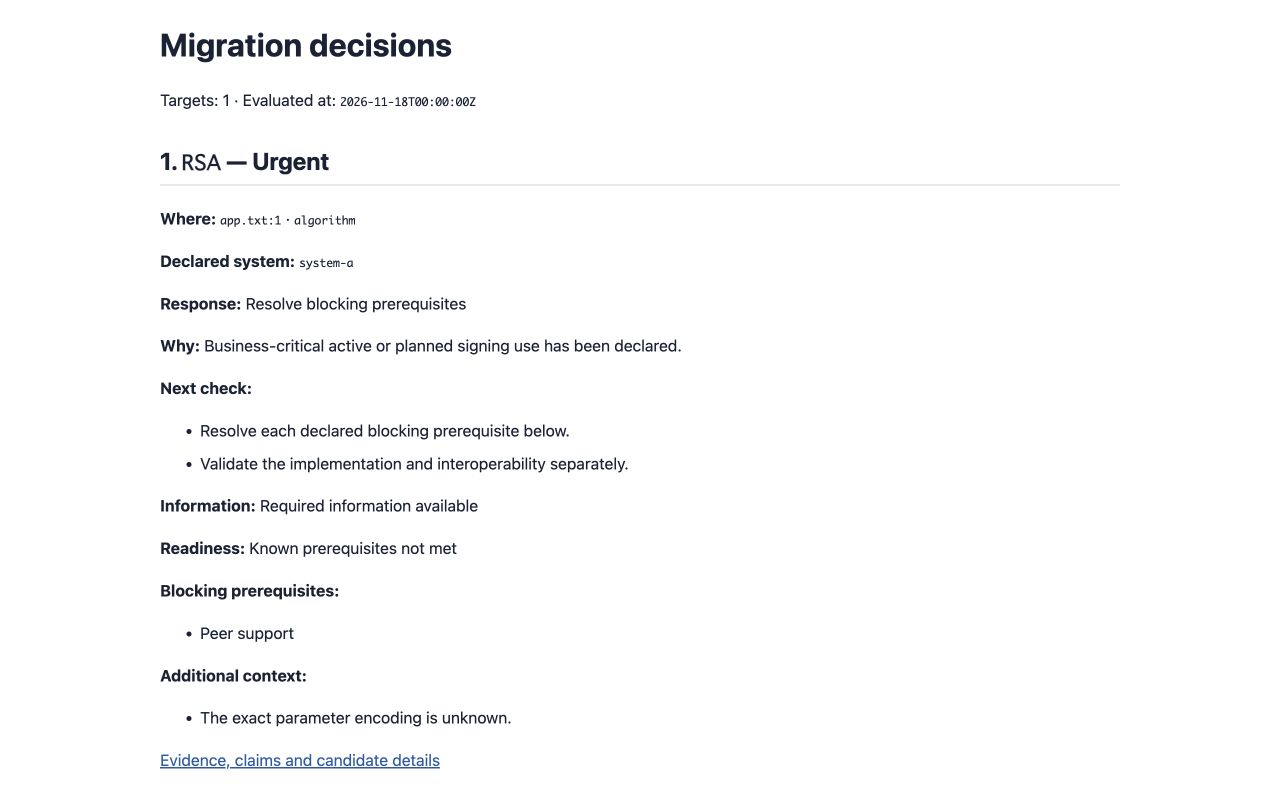 Migration decisions
Targets: 1 · Evaluated at: 2026-11-18T00:00:00Z
1. RSA — Urgent
Where: app.txt:1 · algorithm
Declared system: system-a
Response: Resolve blocking prerequisites
Why: Business-critical active or planned signing use has been declared.
Next check:
• Resolve each declared blocking prerequisite below.
• Validate the implementation and interoperability separately.
Information: Required information available
Readiness: Known prerequisites not met
Blocking prerequisites:
• Peer support
Additional context:
• The exact parameter encoding is unknown.
Evidence, claims and candidate details